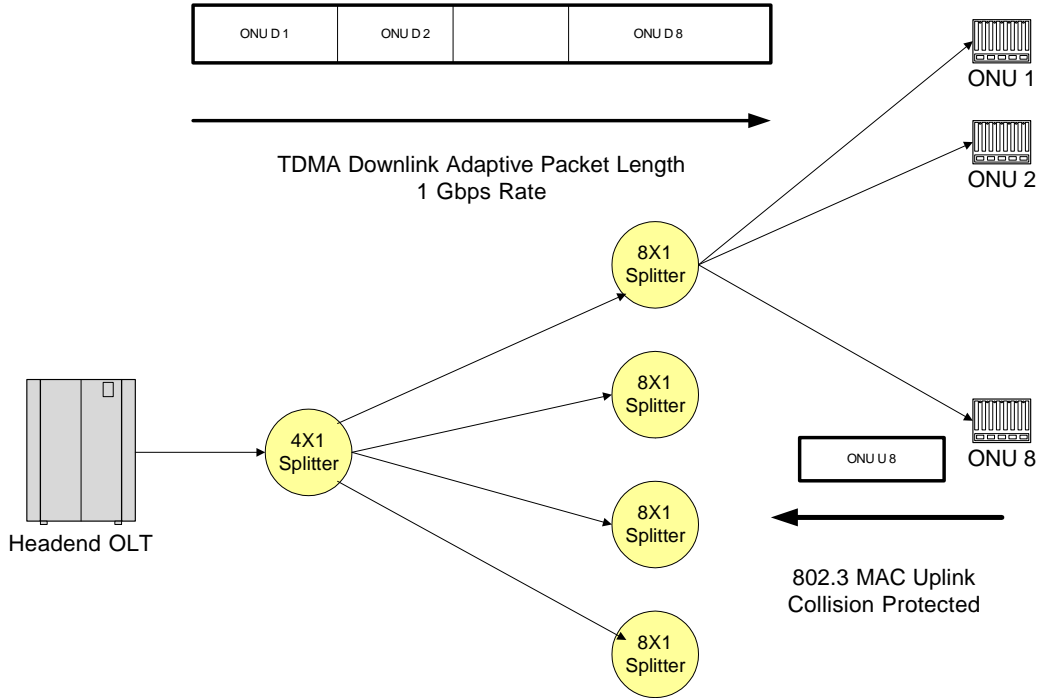 ONU D 1
ONU D 2
ONU D 8
TDMA Downlink Adaptive Packet Length
1 Gbps Rate
ONU 1
ONU 2
8X1
Splitter
8X1
Splitter
4X1
Splitter
Headend OLT
ONU U 8
ONU 8
8X1
Splitter
802.3 MAC Uplink
Collision Protected
8X1
Splitter